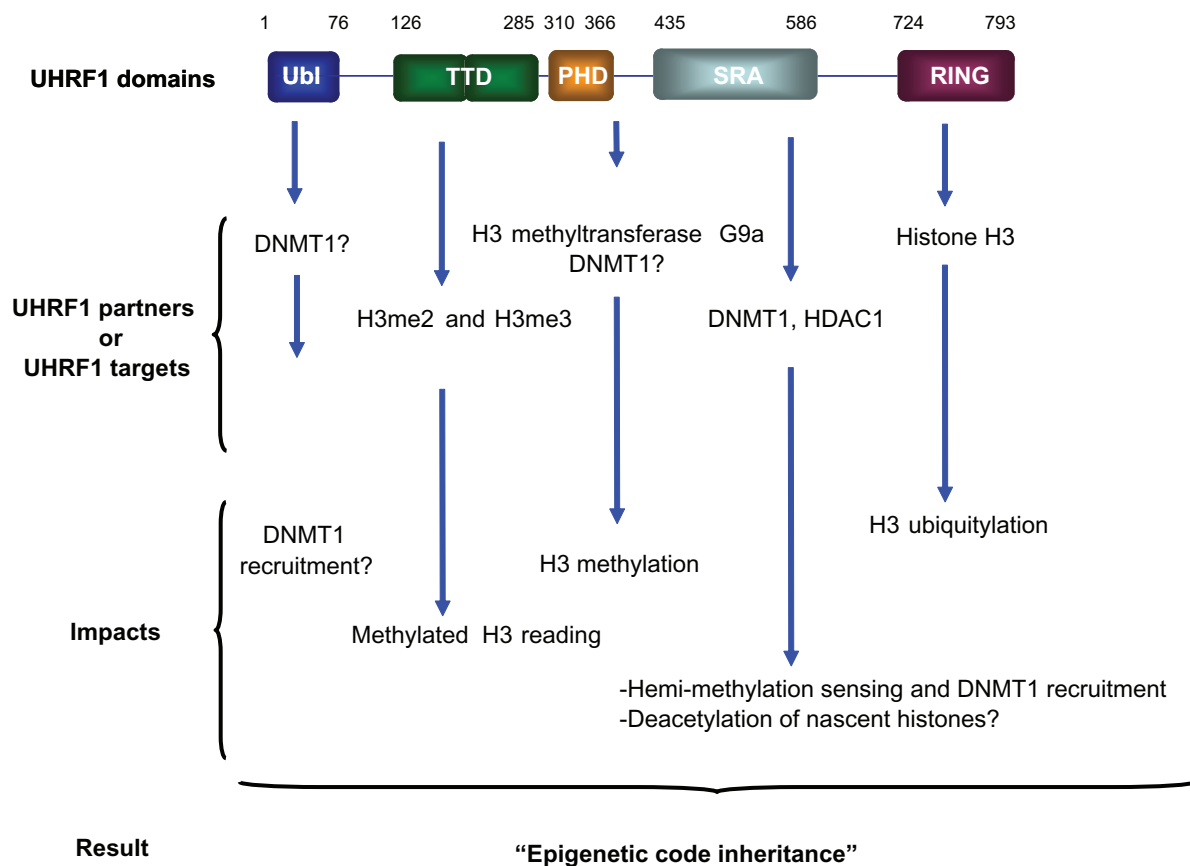 1 76 126 285 310 366 435 586 724 793
UHRF1 domains
Ubl TTD PHD SRA RING
UHRF1 partners
or
UHRF1 targets
DNMT1?
H3me2 and H3me3
H3 methyltransferase G9a
DNMT1?
DNMT1, HDAC1
Histone H3
Impacts
DNMT1
recruitment?
Methylated H3 reading
H3 methylation
-Hemi-methylation sensing and DNMT1 recruitment
-Deacetylation of nascent histones?
H3 ubiquitylation
Result
“Epigenetic code inheritance”